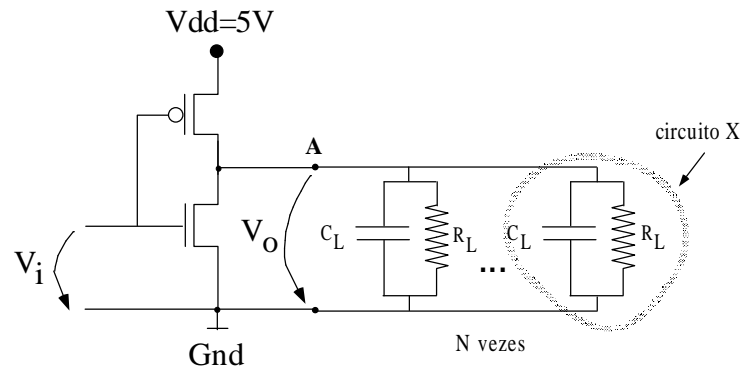 Vdd=5V
circuito X
A
Vi
Vo
CL
RL
...
CL
RL
Gnd
N vezes